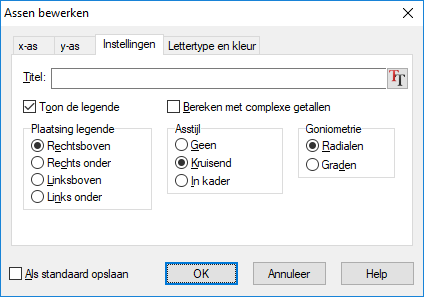 Assen bewerken
x-as y-as Instellingen Lettertype en kleur
Titel:
Toon de legende Bereken met complexe getallen
Plaatsing legende Asstijl Goniometrie
Rechtsboven Geen Radialen
Rechts onder Kruisend Graden
Linksboven In kader
Links onder
Als standaard opslaan OK Annuleer Help